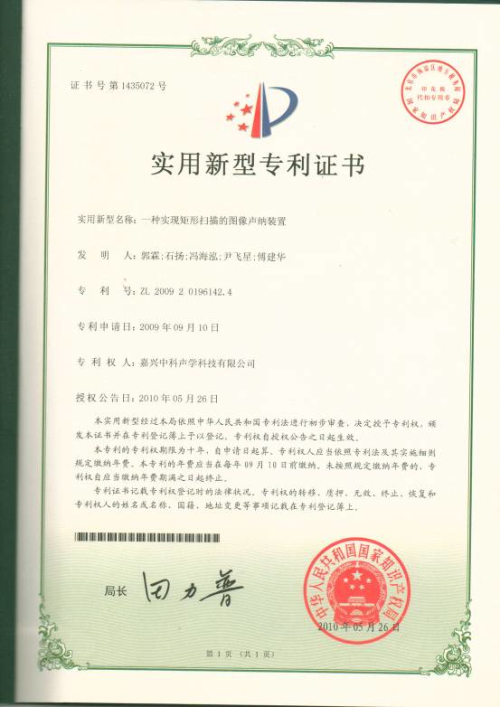 证书号第1435072号
实用新型专利证书
实用新型名称：一种实现矩形扫描的图像声纳装置
发明人：郭霖;石扬;冯海泓;尹飞星;傅建华
专利号：ZL 2009 2 0196142.4
专利申请日：2009年09月10日
专利权人：嘉兴中科声学科技有限公司
授权公告日：2010年05月26日
本实用新型经过本局依照中华人民共和国专利法进行初步审查，决定授予专利权，颁
发本证书并在专利登记簿上予以登记。专利权自授权公告之日起生效。
本专利的专利权期限为十年，自申请日起算。专利权人应当依照专利法及其实施细则
规定缴纳年费。本专利的年费应当在每年09月10日前缴纳。未按照规定缴纳年费的，专利
权自应当缴纳年费期满之日起终止。
专利证书记载专利权登记时的法律状况。专利权的转移、质押、无效、终止、恢复和
专利权人的姓名或名称、国籍、地址变更等事项记载在专利登记簿上。
局长 田力普
中华人民共和国国家知识产权局
2010年05月26日
第1页（共1页）